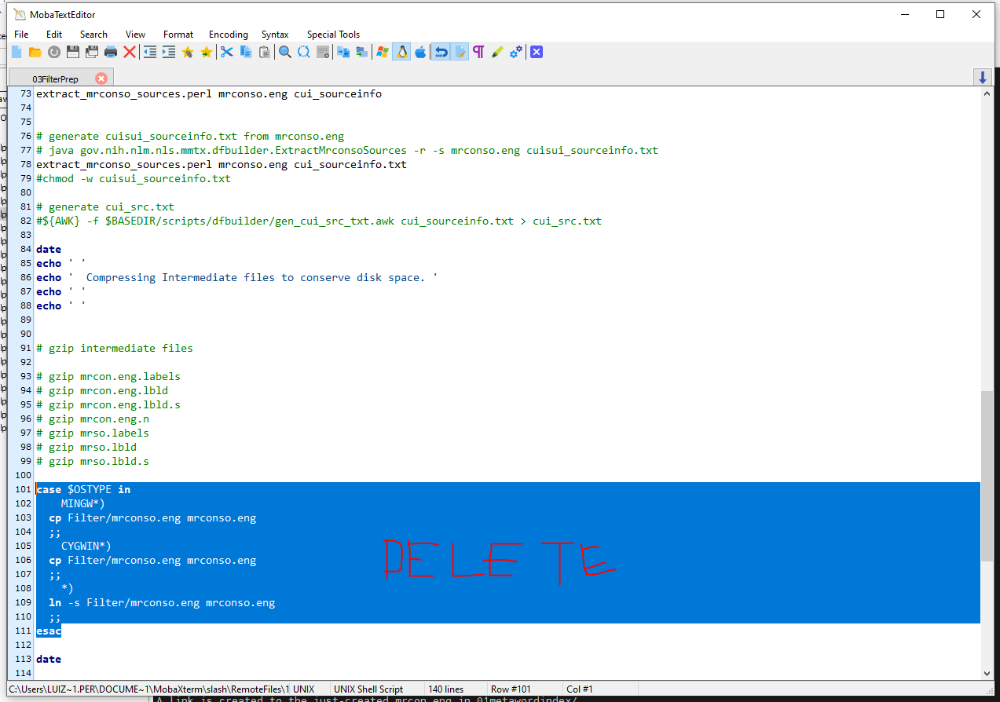 MobaTextEditor
File Edit Search View Format Encoding Syntax Special Tools
03FilterPrep
73 extract_mrconso_sources.perl mrconso.eng cui_sourceinfo
74
75
76 # generate cuisui_sourceinfo.txt from mrconso.eng
77 # java gov.nih.nlm.nls.mmtx.dfbuilder.ExtractMrconsoSources -r -s mrconso.eng cuisui_sourceinfo.txt
78 extract_mrconso_sources.perl mrconso.eng cui_sourceinfo.txt
79 #chmod -w cuisui_sourceinfo.txt
80
81 # generate cui_src.txt
82 #${AWK} -f $BASEDIR/scripts/dfbuilder/gen_cui_src_txt.awk cui_sourceinfo.txt > cui_src.txt
83
84 date
85 echo ' '
86 echo '  Compressing Intermediate files to conserve disk space. '
87 echo ' '
88 echo ' '
89
90
91 # gzip intermediate files
92
93 # gzip mrcon.eng.labels
94 # gzip mrcon.eng.lbld
95 # gzip mrcon.eng.lbld.s
96 # gzip mrcon.eng.n
97 # gzip mrso.labels
98 # gzip mrso.lbld
99 # gzip mrso.lbld.s
100
101 case $OSTYPE in
102     MINGW*)
103   cp Filter/mrconso.eng mrconso.eng
104   ;;
105     CYGWIN*)
106   cp Filter/mrconso.eng mrconso.eng
107   ;;
108     *)
109   ln -s Filter/mrconso.eng mrconso.eng
110   ;;
111 esac
112
113 date
114
DELETE
C:\Users\LUIZ~1.PER\DOCUME~1\MobaXterm\slash\RemoteFiles\1 UNIX UNIX Shell Script 140 lines Row #101 Col #1
A link is created to the just-created mrcon.eng in 01metawordindex/